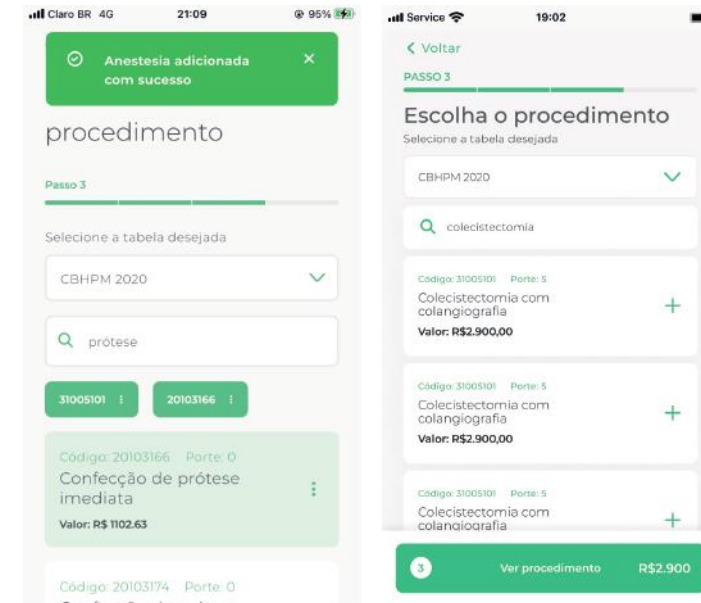 Claro BR 4G 21:09 95%
Anestesia adicionada
com sucesso
procedimento
Passo 3
Selecione a tabela desejada
CBHPM 2020
prótese
31005101
20103166
Código: 20103166 Porte: 0
Confecção de prótese
imediata
Valor: R$ 1102.63
Código: 20103174 Porte: 0
Service 19:02
Voltar
PASSO 3
Escolha o procedimento
Selecione a tabela desejada
CBHPM 2020
colecistectomia
Código: 31005101 Porte: 5
Colecistectomia com
colangiografia
Valor: R$2.900,00
Código: 31005101 Porte: 5
Colecistectomia com
colangiografia
Valor: R$2.900,00
Código: 31005101 Porte: 5
Colecistectomia com
colangiografia
3 Ver procedimento R$2.900